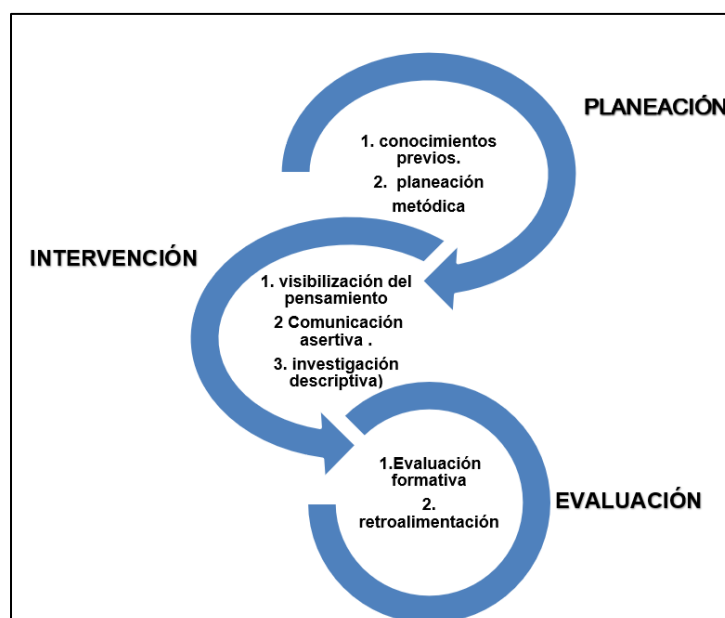 PLANEACIÓN
1. conocimientos
previos.
2. planeación
metódica
INTERVENCIÓN
1. visibilización del
pensamiento
2 Comunicación
asertiva .
3. investigación
descriptiva)
1.Evaluación
formativa
2.
retroalimentación
EVALUACIÓN